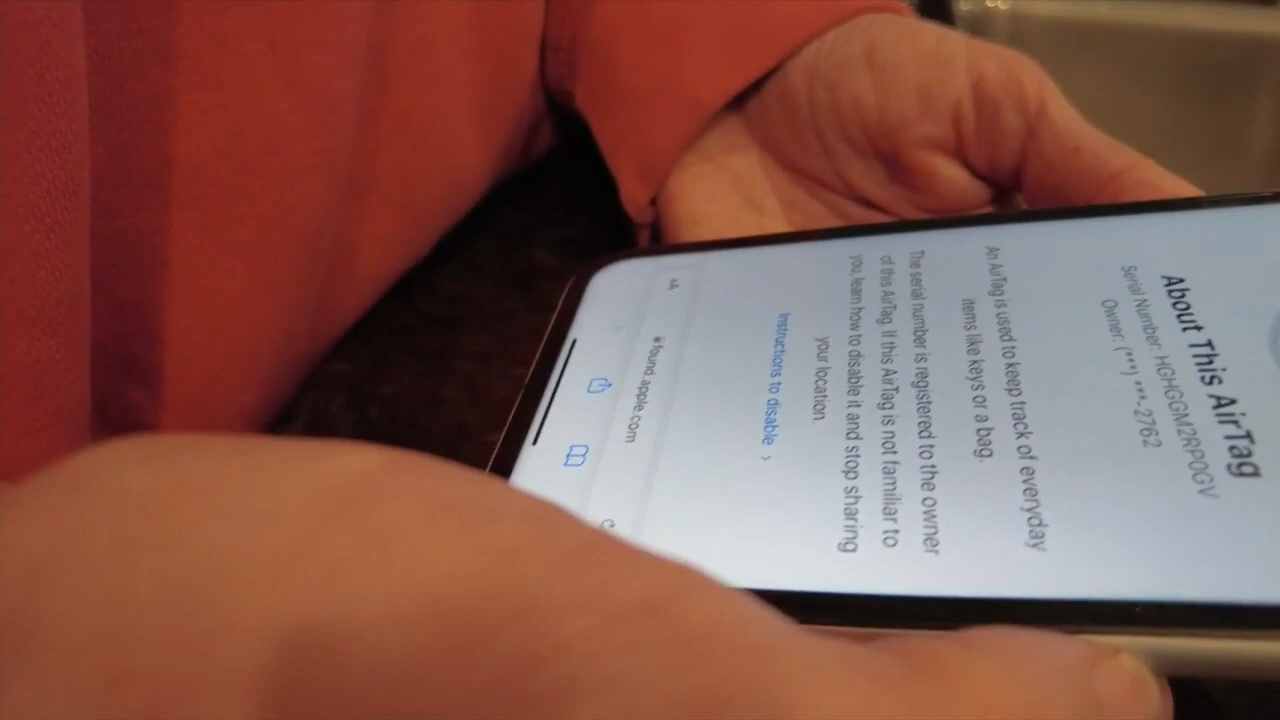 About This AirTag
Serial Number: HGHGGM2RP0GV
Owner: (***) ***-2762
An AirTag is used to keep track of everyday
items like keys or a bag.
The serial number is registered to the owner
of this AirTag. If this AirTag is not familiar to
you, learn how to disable it and stop sharing
your location.
Instructions to disable >
AA
found.apple.com